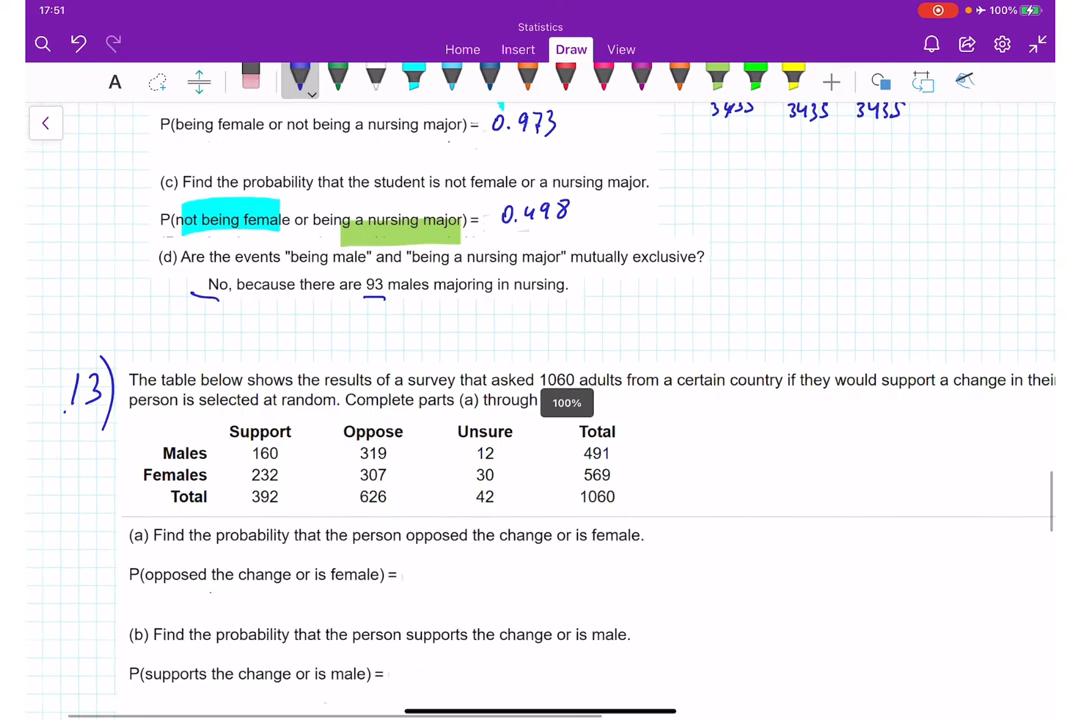 17:51
100%
Statistics
Home Insert Draw View
A
3435 3435 3435
P(being female or not being a nursing major) = 0.973
(c) Find the probability that the student is not female or a nursing major.
P(not being female or being a nursing major) = 0.498
(d) Are the events "being male" and "being a nursing major" mutually exclusive?
No, because there are 93 males majoring in nursing.
13)
The table below shows the results of a survey that asked 1060 adults from a certain country if they would support a change in thei
person is selected at random. Complete parts (a) through
100%
Support Oppose Unsure Total
Males 160 319 12 491
Females 232 307 30 569
Total 392 626 42 1060
(a) Find the probability that the person opposed the change or is female.
P(opposed the change or is female) =
(b) Find the probability that the person supports the change or is male.
P(supports the change or is male) =